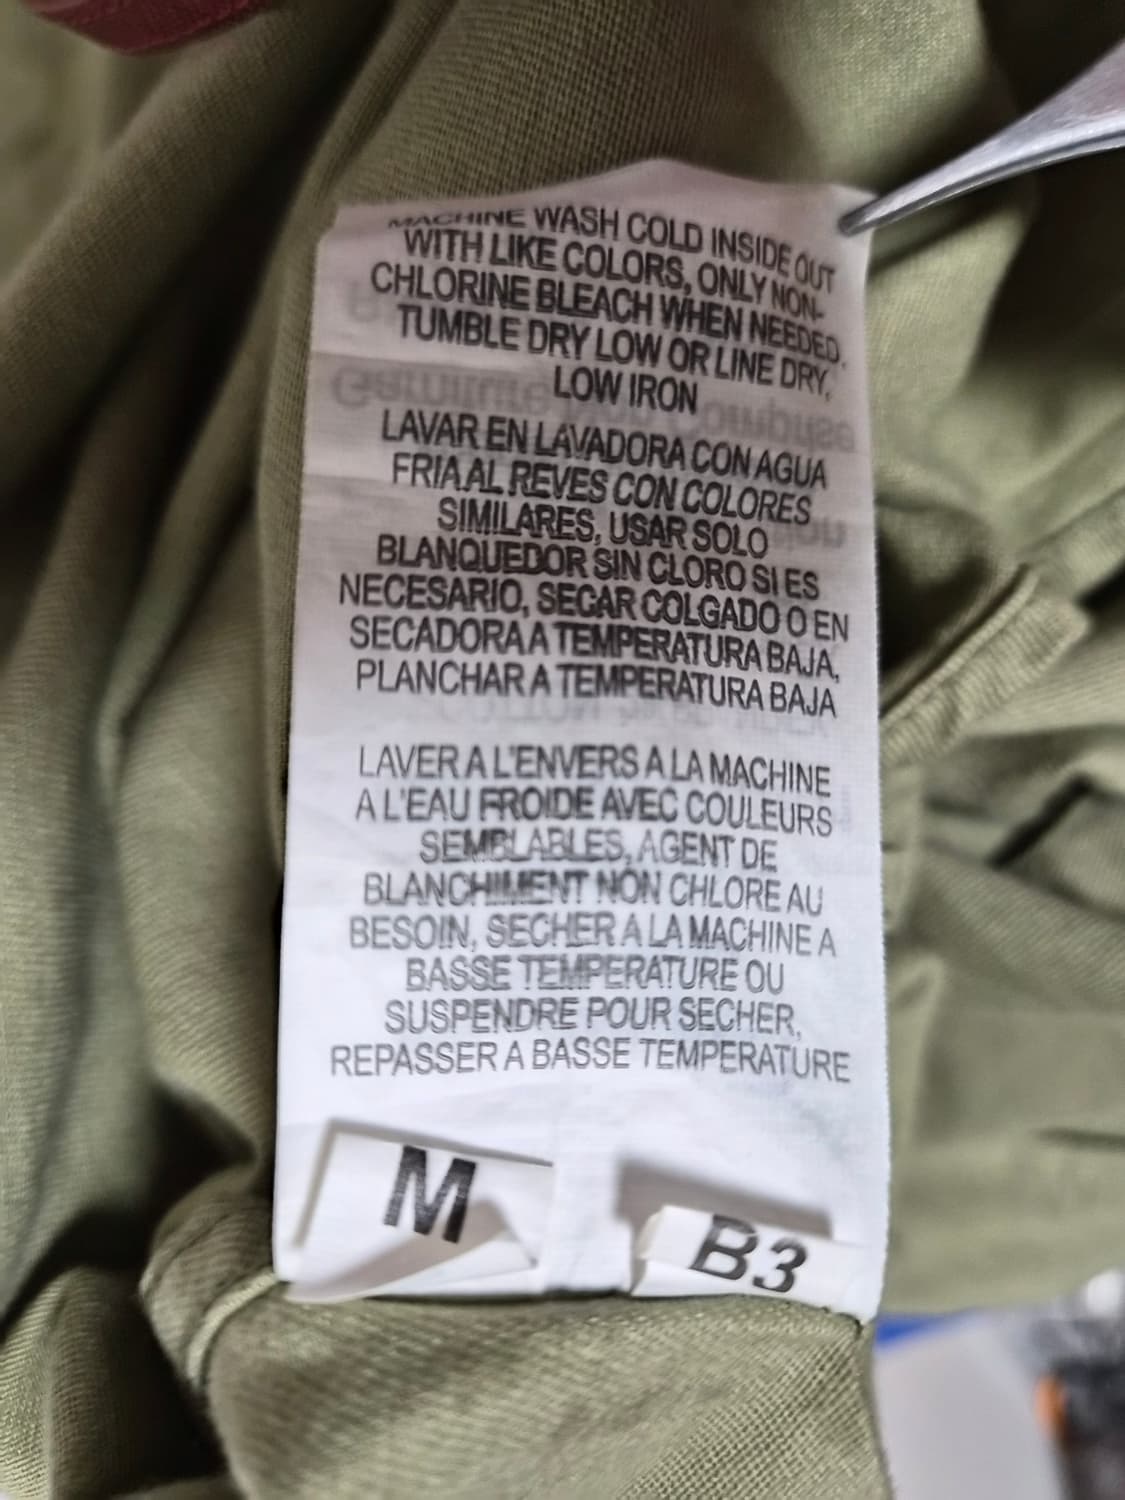 MACHINE WASH COLD INSIDE OUT
WITH LIKE COLORS, ONLY NON-
CHLORINE BLEACH WHEN NEEDED.
TUMBLE DRY LOW OR LINE DRY,
LOW IRON
LAVAR EN LAVADORA CON AGUA
FRIA AL REVES CON COLORES
SIMILARES, USAR SOLO
BLANQUEDOR SIN CLORO SI ES
NECESARIO, SECAR COLGADO O EN
SECADORA A TEMPERATURA BAJA,
PLANCHAR A TEMPERATURA BAJA
LAVER A L'ENVERS A LA MACHINE
A L'EAU FROIDE AVEC COULEURS
SEMBLABLES, AGENT DE
BLANCHIMENT NON CHLORE AU
BESOIN, SECHER A LA MACHINE A
BASSE TEMPERATURE OU
SUSPENDRE POUR SECHER,
REPASSER A BASSE TEMPERATURE
M
B3